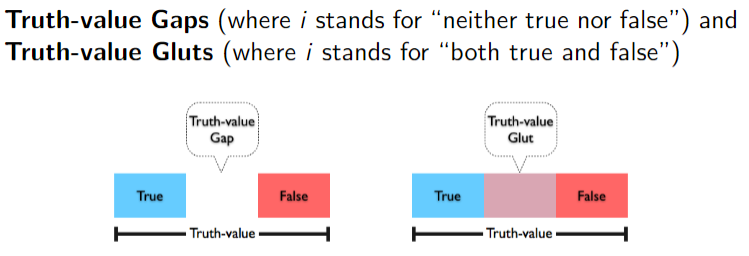 Truth-value Gaps (where i stands for “neither true nor false”) and
Truth-value Gluts (where i stands for “both true and false”)
Truth-value
Gap
True
False
Truth-value
Truth-value
Glut
True
False
Truth-value